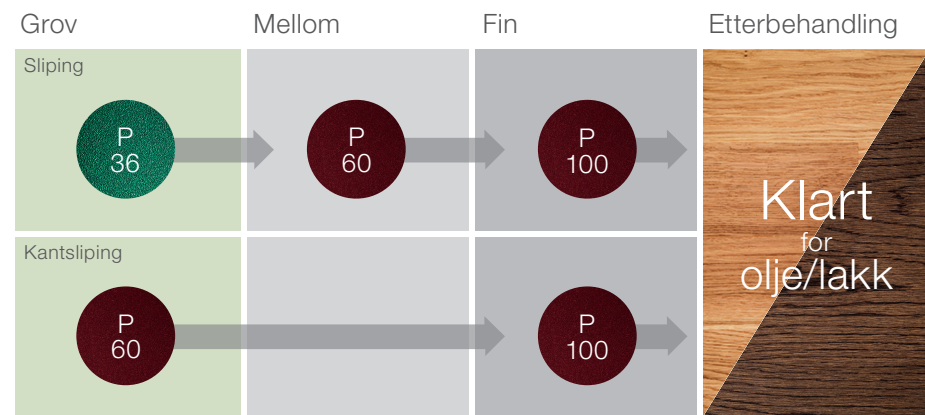 Grov
Mellom
Fin
Etterbehandling
Sliping
P
36
P
60
P
100
Kantsliping
P
60
P
100
Klart
for
olje/lakk